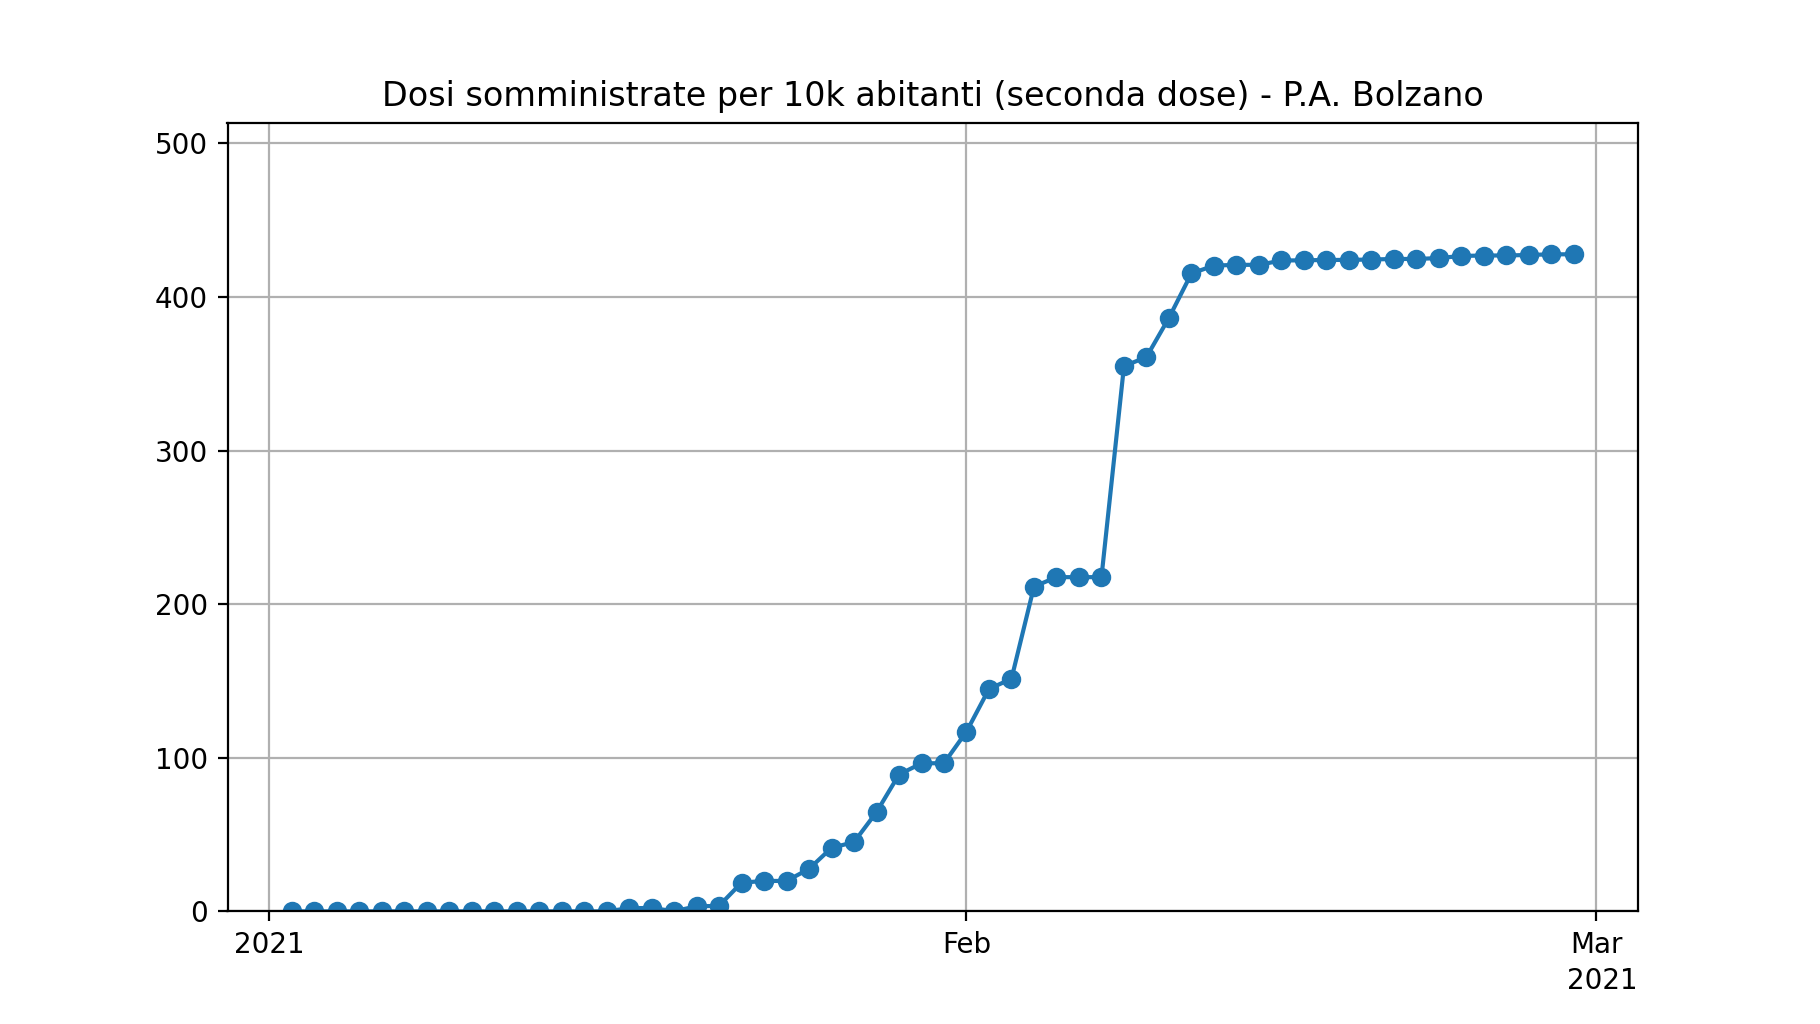 Dosi somministrate per 10k abitanti (seconda dose) - P.A. Bolzano
500
400
300
200
100
0
2021
Feb
Mar
2021